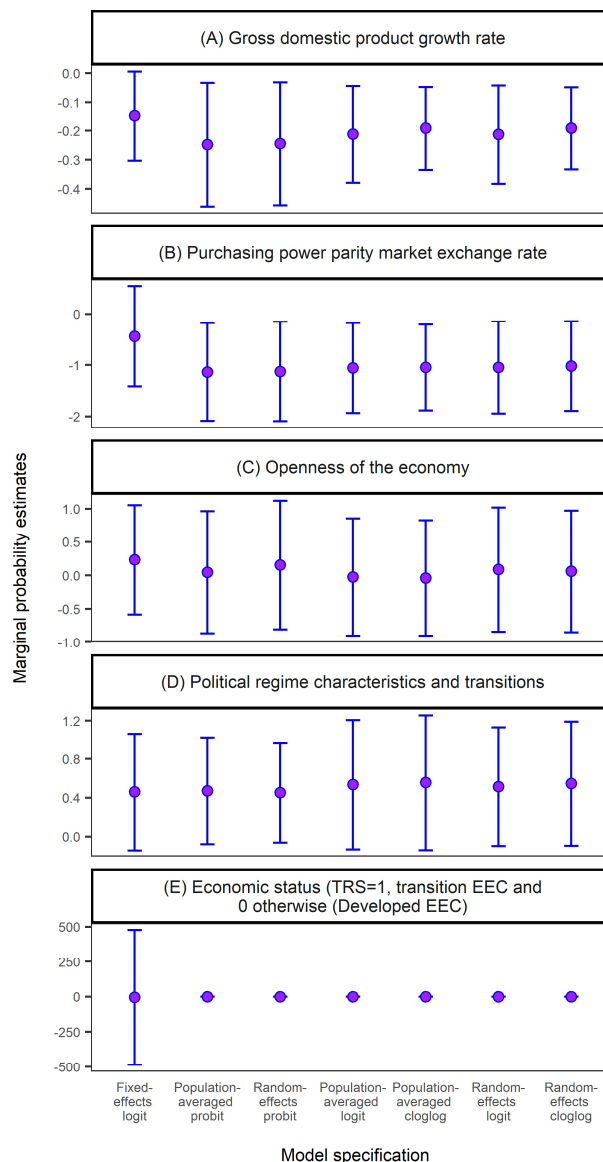 (A) Gross domestic product growth rate
0.0
-0.1
-0.2
-0.3
-0.4
(B) Purchasing power parity market exchange rate
0
-1
-2
(C) Openness of the economy
1.0
0.5
0.0
-0.5
-1.0
(D) Political regime characteristics and transitions
1.2
0.8
0.4
0.0
(E) Economic status (TRS=1, transition EEC and
0 otherwise (Developed EEC)
500
250
0
-250
-500
Marginal probability estimates
Fixed-
effects
logit
Population-
averaged
probit
Random-
effects
probit
Population-
averaged
logit
Population-
averaged
cloglog
Random-
effects
logit
Random-
effects
cloglog
Model specification